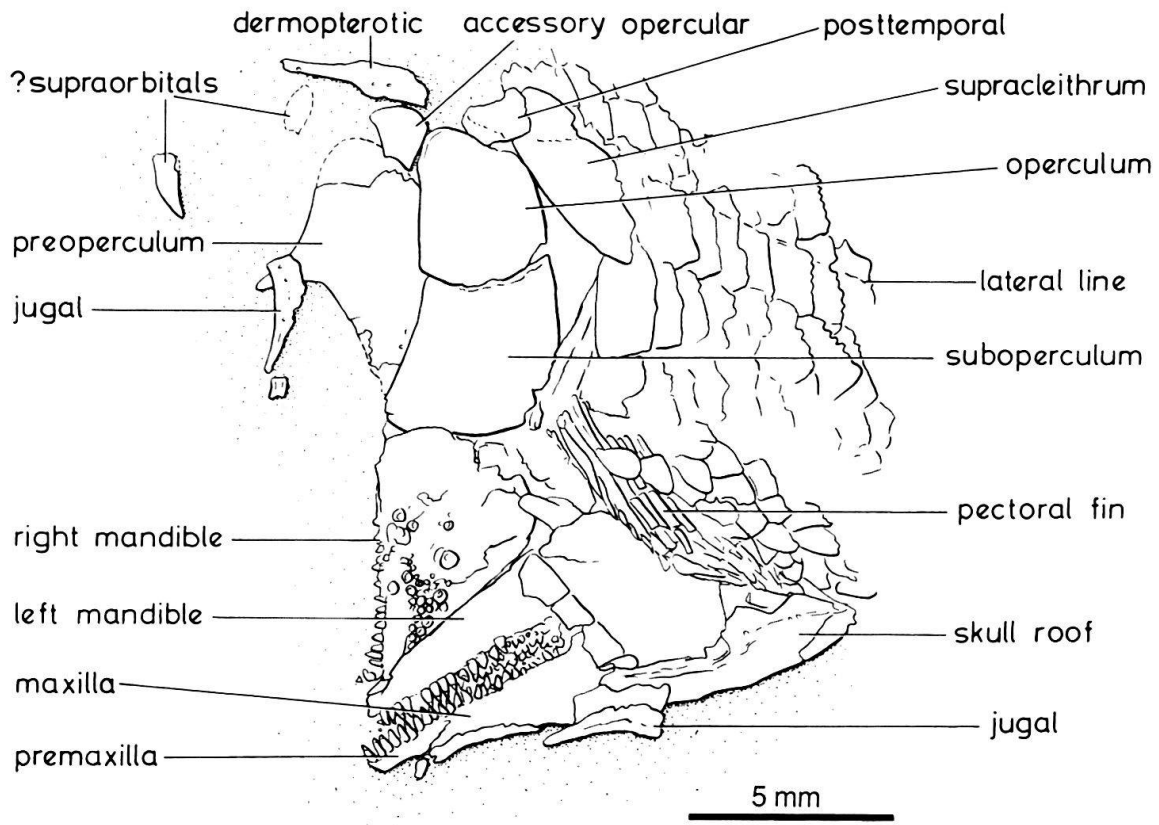 dermopterotic
accessory opercular
posttemporal
?supraorbitals
supracleithrum
operculum
preoperculum
lateral line
jugal
suboperculum
pectoral fin
right mandible
left mandible
skull roof
maxilla
jugal
premaxilla
5 mm